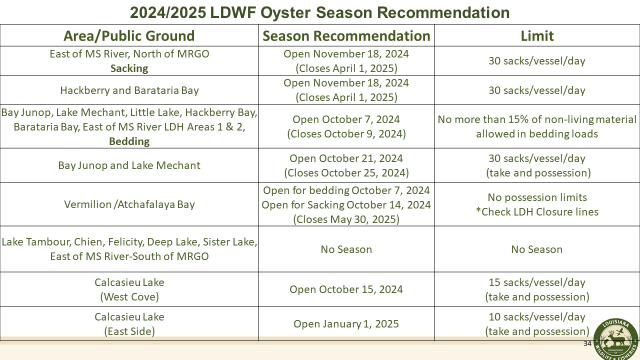 2024/2025 LDWF Oyster Season Recommendation
Area/Public Ground
Season Recommendation
Limit
East of MS River, North of MRGO
Sacking
Open November 18, 2024
(Closes April 1, 2025)
30 sacks/vessel/day
Hackberry and Barataria Bay
Open November 18, 2024
(Closes April 1, 2025)
30 sacks/vessel/day
Bay Junop, Lake Mechant, Little Lake, Hackberry Bay,
Barataria Bay, East of MS River LDH Areas 1 & 2,
Bedding
Open October 7, 2024
(Closes October 9, 2024)
No more than 15% of non-living material
allowed in bedding loads
Bay Junop and Lake Mechant
Open October 21, 2024
(Closes October 25, 2024)
30 sacks/vessel/day
(take and possession)
Vermilion /Atchafalaya Bay
Open for bedding October 7, 2024
Open for Sacking October 14, 2024
(Closes May 30, 2025)
No possession limits
*Check LDH Closure lines
Lake Tambour, Chien, Felicity, Deep Lake, Sister Lake,
East of MS River-South of MRGO
No Season
No Season
Calcasieu Lake
(West Cove)
Open October 15, 2024
15 sacks/vessel/day
(take and possession)
Calcasieu Lake
(East Side)
Open January 1, 2025
10 sacks/vessel/day
(take and possession)
34
LOUISIANA